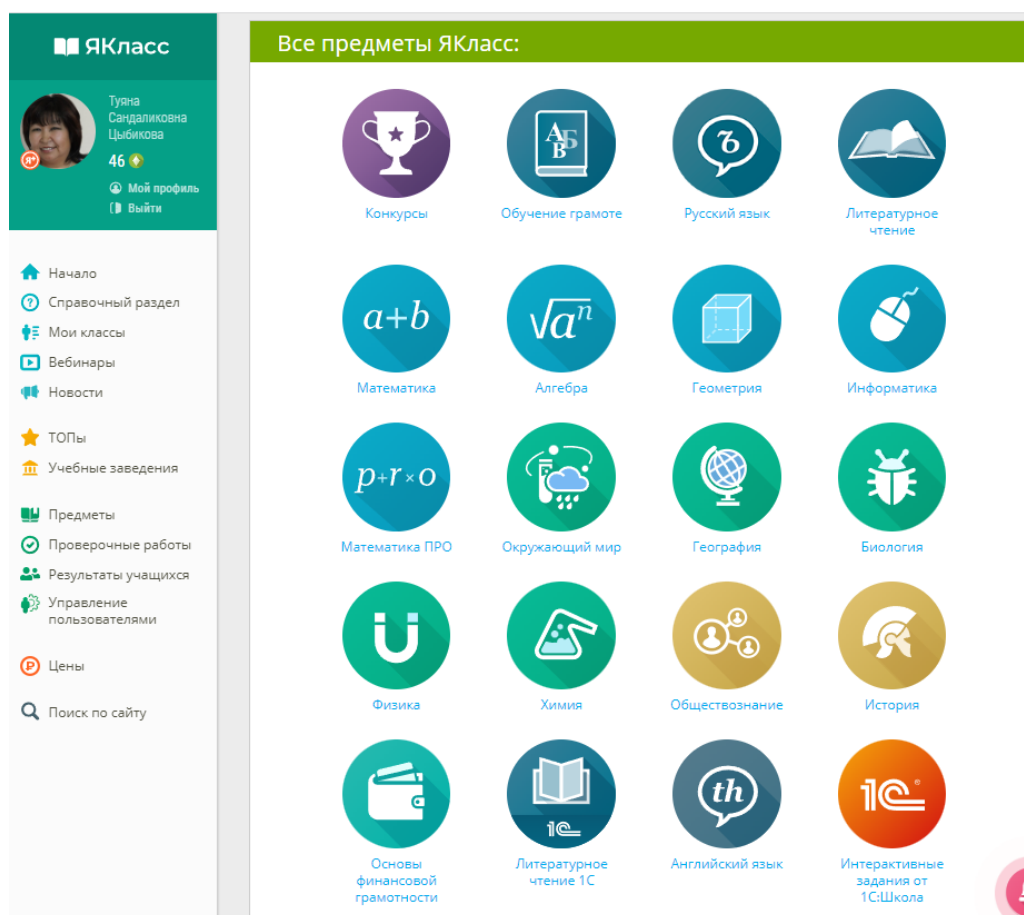 ЯКласс
Туяна
Сандаликовна
Цыбикова
Я+
46
Мой профиль
Выйти
Начало
Справочный раздел
Мои классы
Вебинары
Новости
ТОПы
Учебные заведения
Предметы
Проверочные работы
Результаты учащихся
Управление
пользователями
Цены
Поиск по сайту
Все предметы ЯКласс:
Конкурсы
АБ
В
Обучение грамоте
Ъ
Русский язык
Литературное
чтение
a+b
Математика
√aⁿ
Алгебра
Геометрия
Информатика
p+r×o
Математика ПРО
Окружающий мир
География
Биология
Физика
Химия
Обществознание
История
Основы
финансовой
грамотности
1С
Литературное
чтение 1С
th
Английский язык
1С®
Интерактивные
задания от
1С:Школа